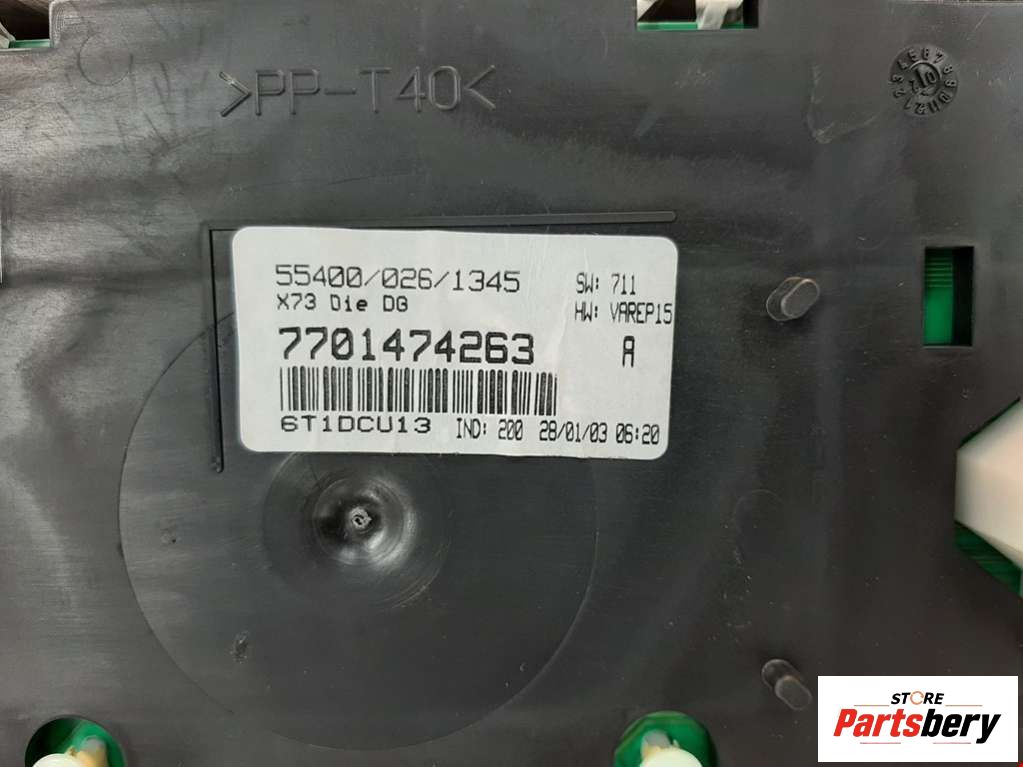 >PP-T40<
55400/026/1345
SW: 711
X73 Die DG
HW: VAREP15
7701474263
A
6T1DCU13 IND: 200 28/01/03 06:20
STORE
Partsbery